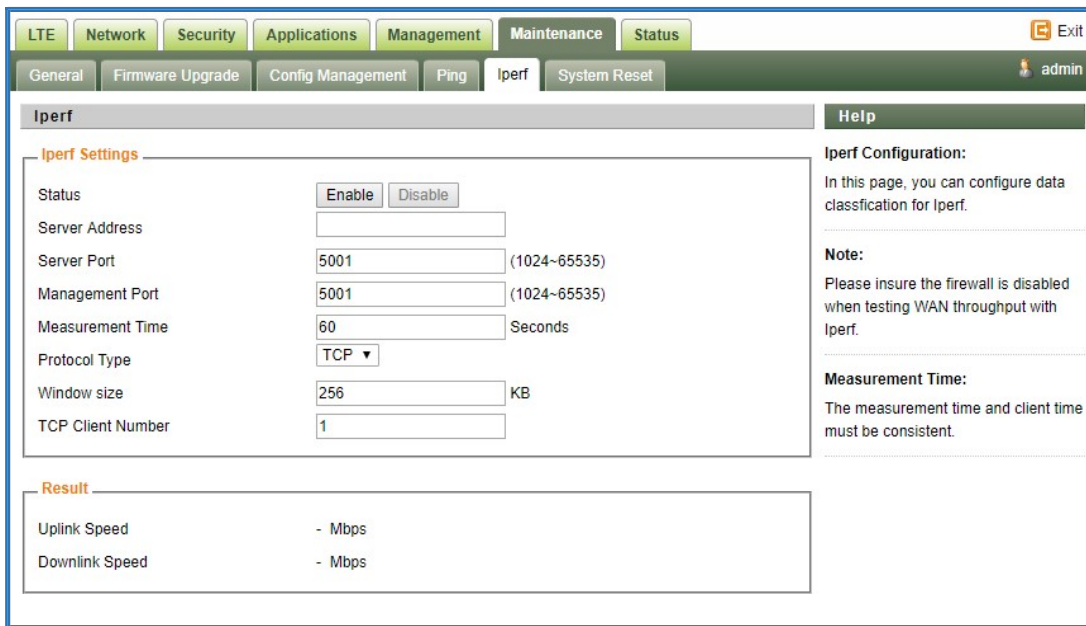 LTE Network Security Applications Management Maintenance Status Exit
General Firmware Upgrade Config Management Ping Iperf System Reset admin
Iperf
Iperf Settings
Status Enable Disable
Server Address
Server Port 5001 (1024~65535)
Management Port 5001 (1024~65535)
Measurement Time 60 Seconds
Protocol Type TCP
Window size 256 KB
TCP Client Number 1
Result
Uplink Speed - Mbps
Downlink Speed - Mbps
Help
Iperf Configuration:
In this page, you can configure data
classfication for Iperf.
Note:
Please insure the firewall is disabled
when testing WAN throughput with
Iperf.
Measurement Time:
The measurement time and client time
must be consistent.